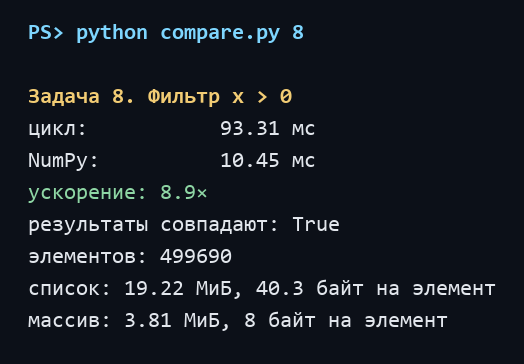 PS> python compare.py 8
Задача 8. Фильтр x > 0
цикл: 93.31 мс
NumPy: 10.45 мс
ускорение: 8.9×
результаты совпадают: True
элементов: 499690
список: 19.22 МиБ, 40.3 байт на элемент
массив: 3.81 МиБ, 8 байт на элемент